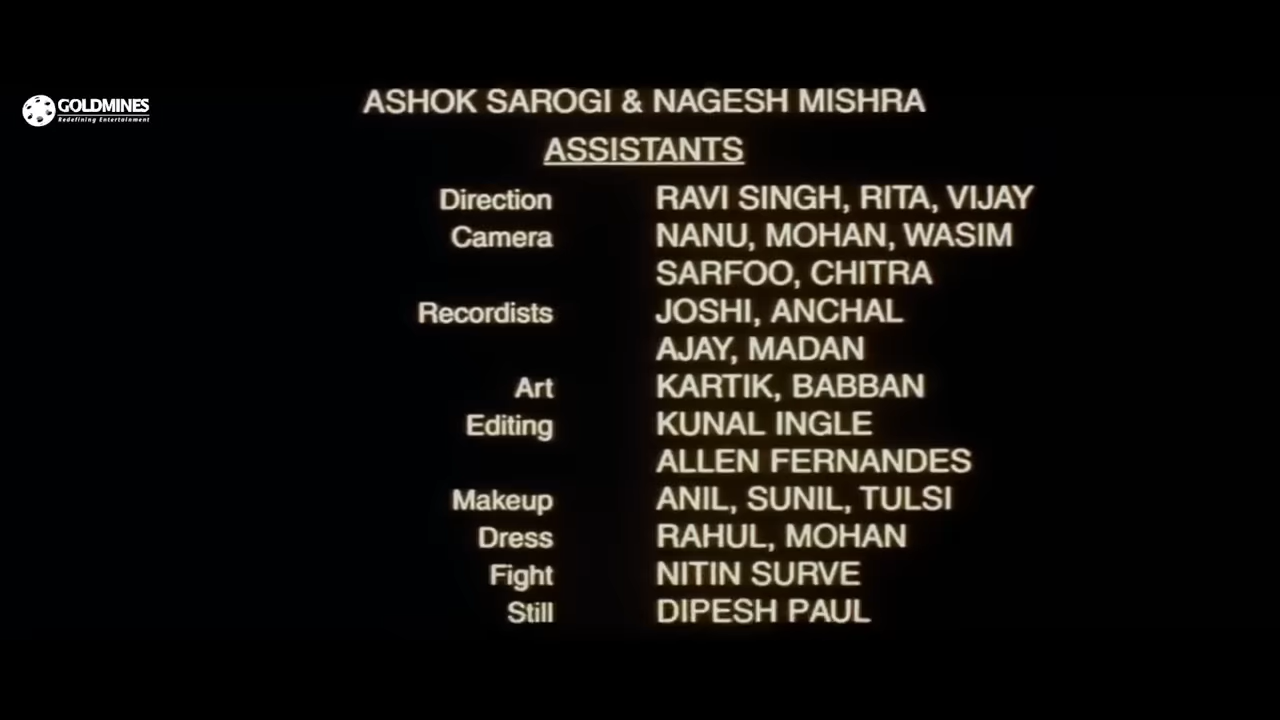 GOLDMINES
Redefining Entertainment
ASHOK SAROGI & NAGESH MISHRA
ASSISTANTS
Direction RAVI SINGH, RITA, VIJAY
Camera NANU, MOHAN, WASIM
SARFOO, CHITRA
Recordists JOSHI, ANCHAL
AJAY, MADAN
Art KARTIK, BABBAN
Editing KUNAL INGLE
ALLEN FERNANDES
Makeup ANIL, SUNIL, TULSI
Dress RAHUL, MOHAN
Fight NITIN SURVE
Still DIPESH PAUL